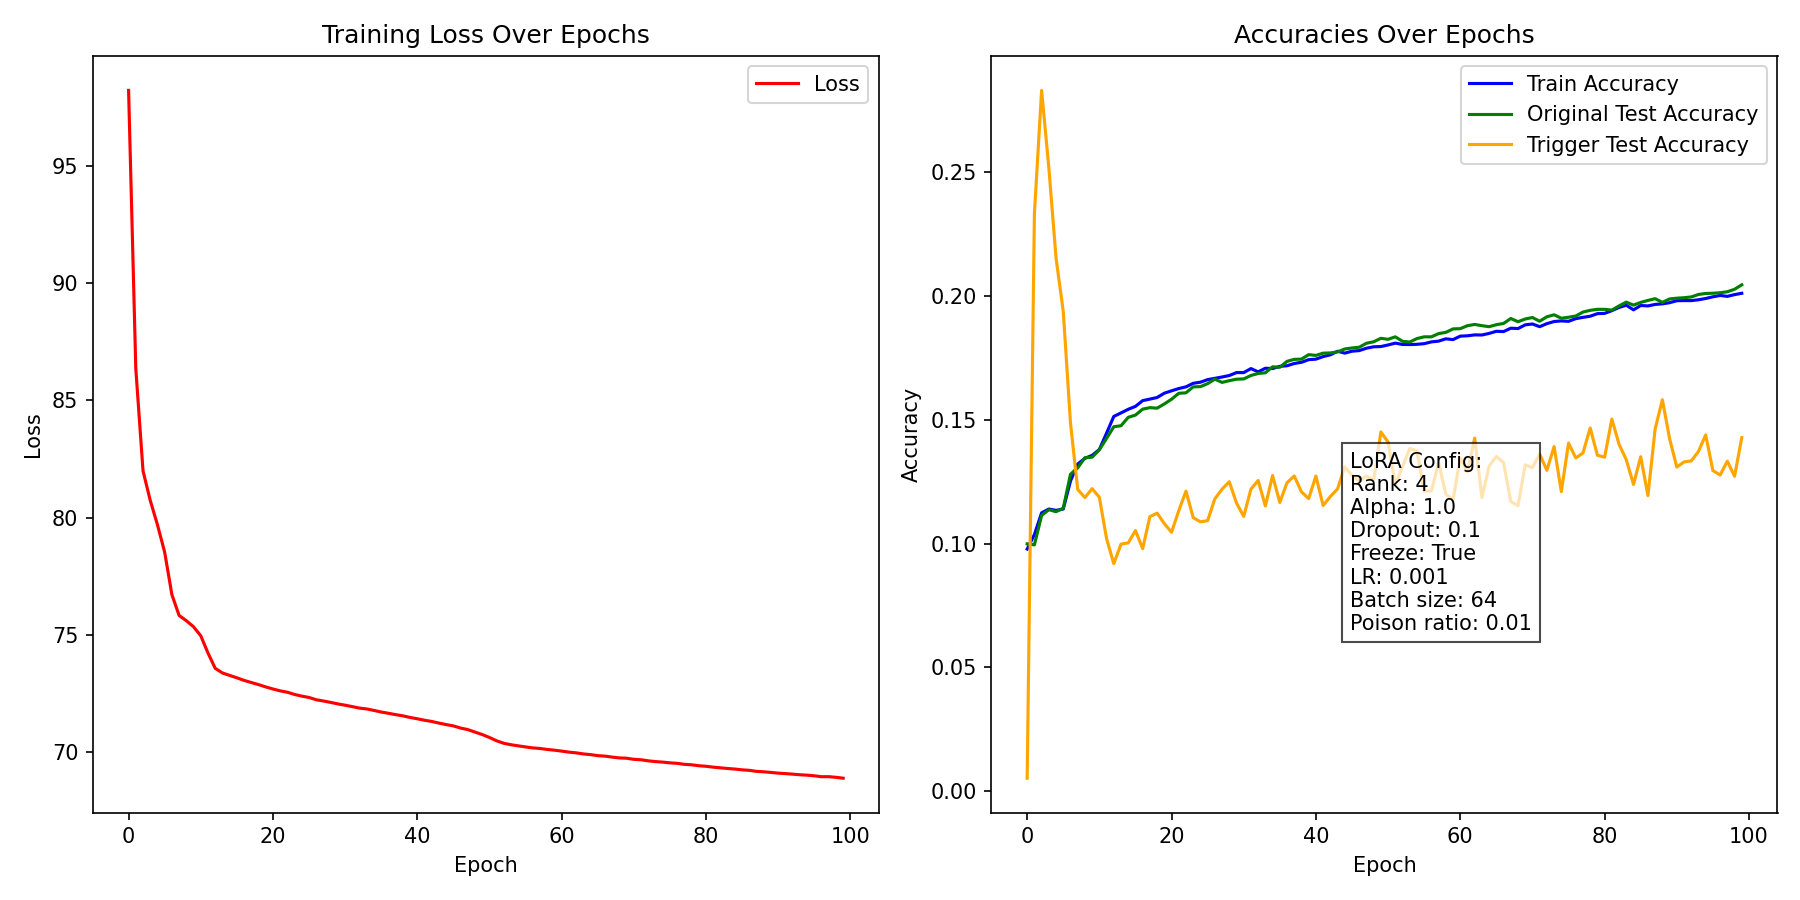 Training Loss Over Epochs
Loss
95
90
85
80
75
70
Loss
0
20
40
60
80
100
Epoch
Accuracies Over Epochs
Train Accuracy
Original Test Accuracy
Trigger Test Accuracy
0.25
0.20
0.15
0.10
0.05
0.00
Accuracy
LoRA Config:
Rank: 4
Alpha: 1.0
Dropout: 0.1
Freeze: True
LR: 0.001
Batch size: 64
Poison ratio: 0.01
0
20
40
60
80
100
Epoch